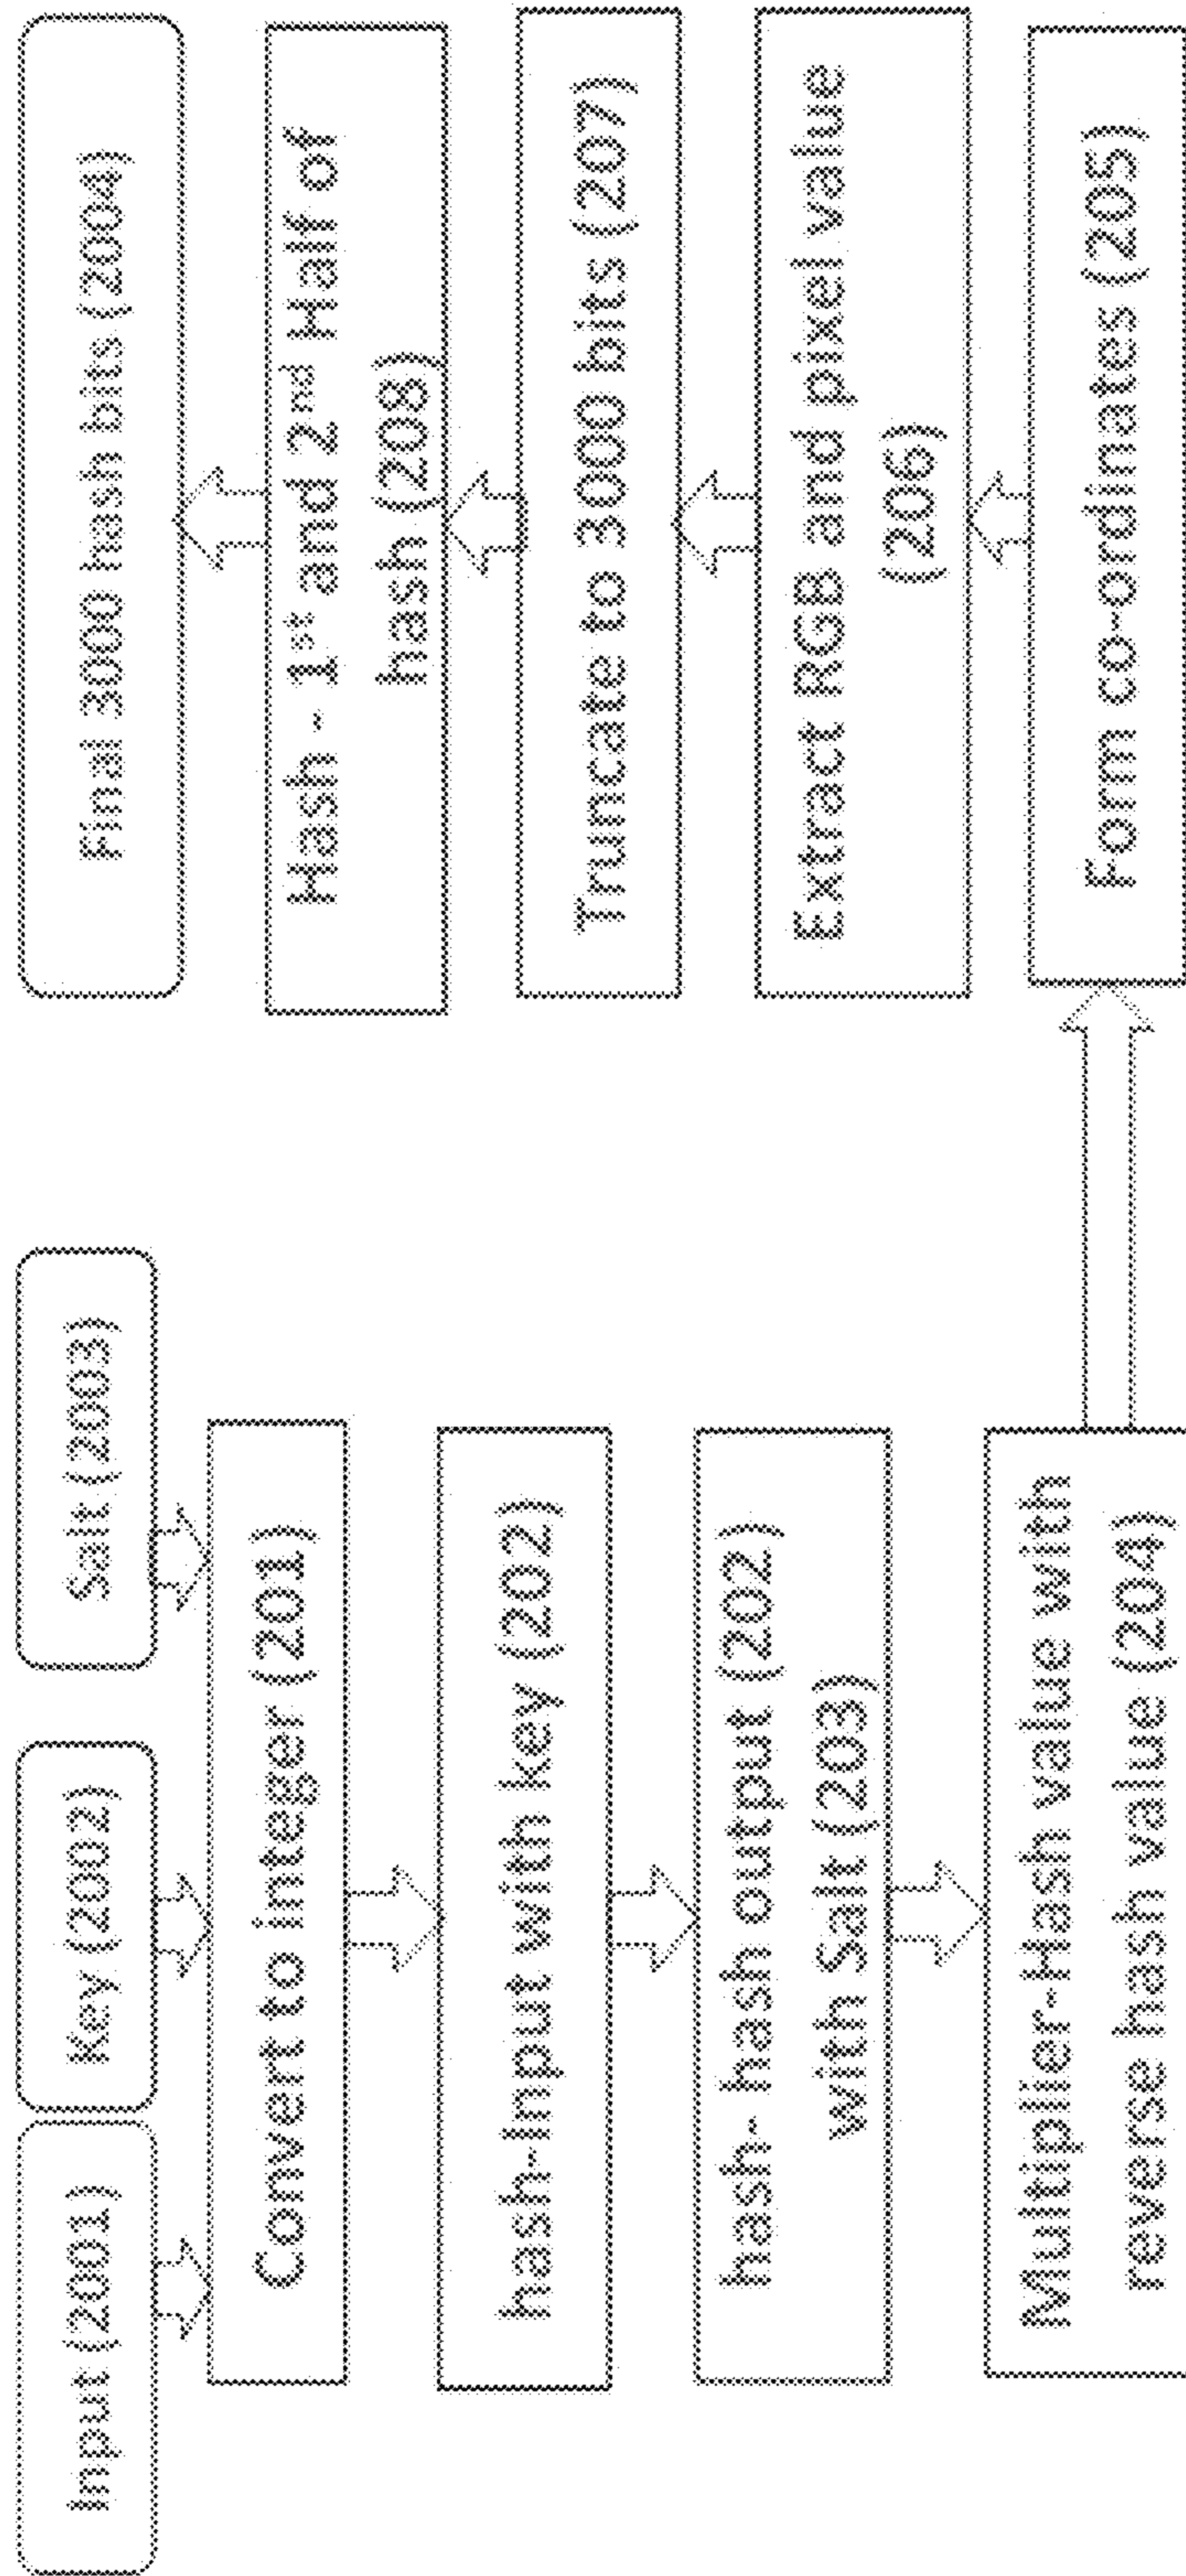 Input (2001)
Key (2002)
Salt (2003)
Convert to integer (201)
hash-Input with key (202)
hash- hash output (202)
with Salt (203)
Multiplier-Hash value with
reverse hash value (204)
Form co-ordinates (205)
Extract RGB and pixel value
(206)
Truncate to 3000 bits (207)
Hash - 1st and 2nd Half of
hash (208)
Final 3000 hash bits (2004)